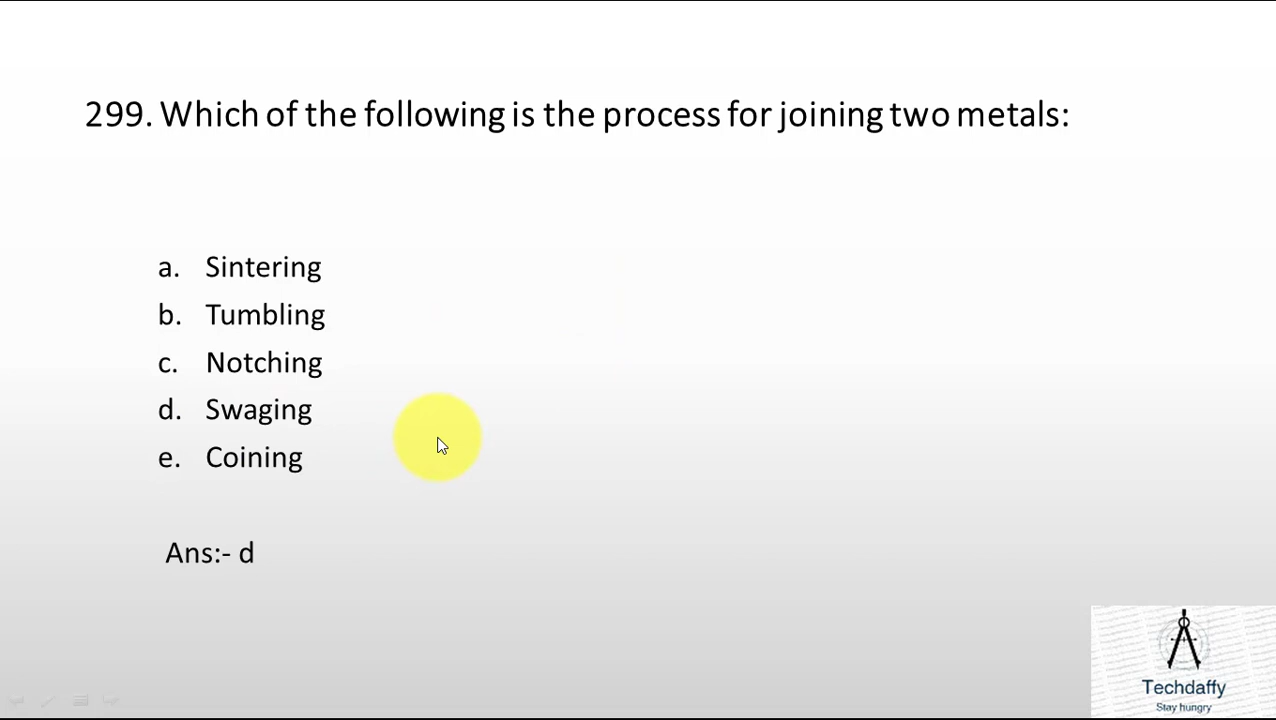 299. Which of the following is the process for joining two metals:
a. Sintering
b. Tumbling
c. Notching
d. Swaging
e. Coining
Ans:- d
Techdaffy
Stay hungry